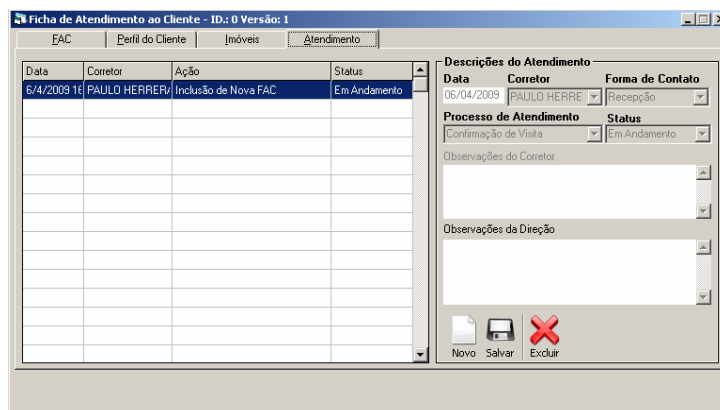 Ficha de Atendimento ao Cliente - ID.: 0 Versão: 1
FAC Perfil do Cliente Imóveis Atendimento
Data Corretor Ação Status
6/4/2009 16 PAULO HERRERA Inclusão de Nova FAC Em Andamento
Descrições do Atendimento
Data Corretor Forma de Contato
06/04/2009 PAULO HERRE Recepção
Processo de Atendimento Status
Confirmação de Visita Em Andamento
Observações do Corretor
Observações da Direção
Novo Salvar Excluir